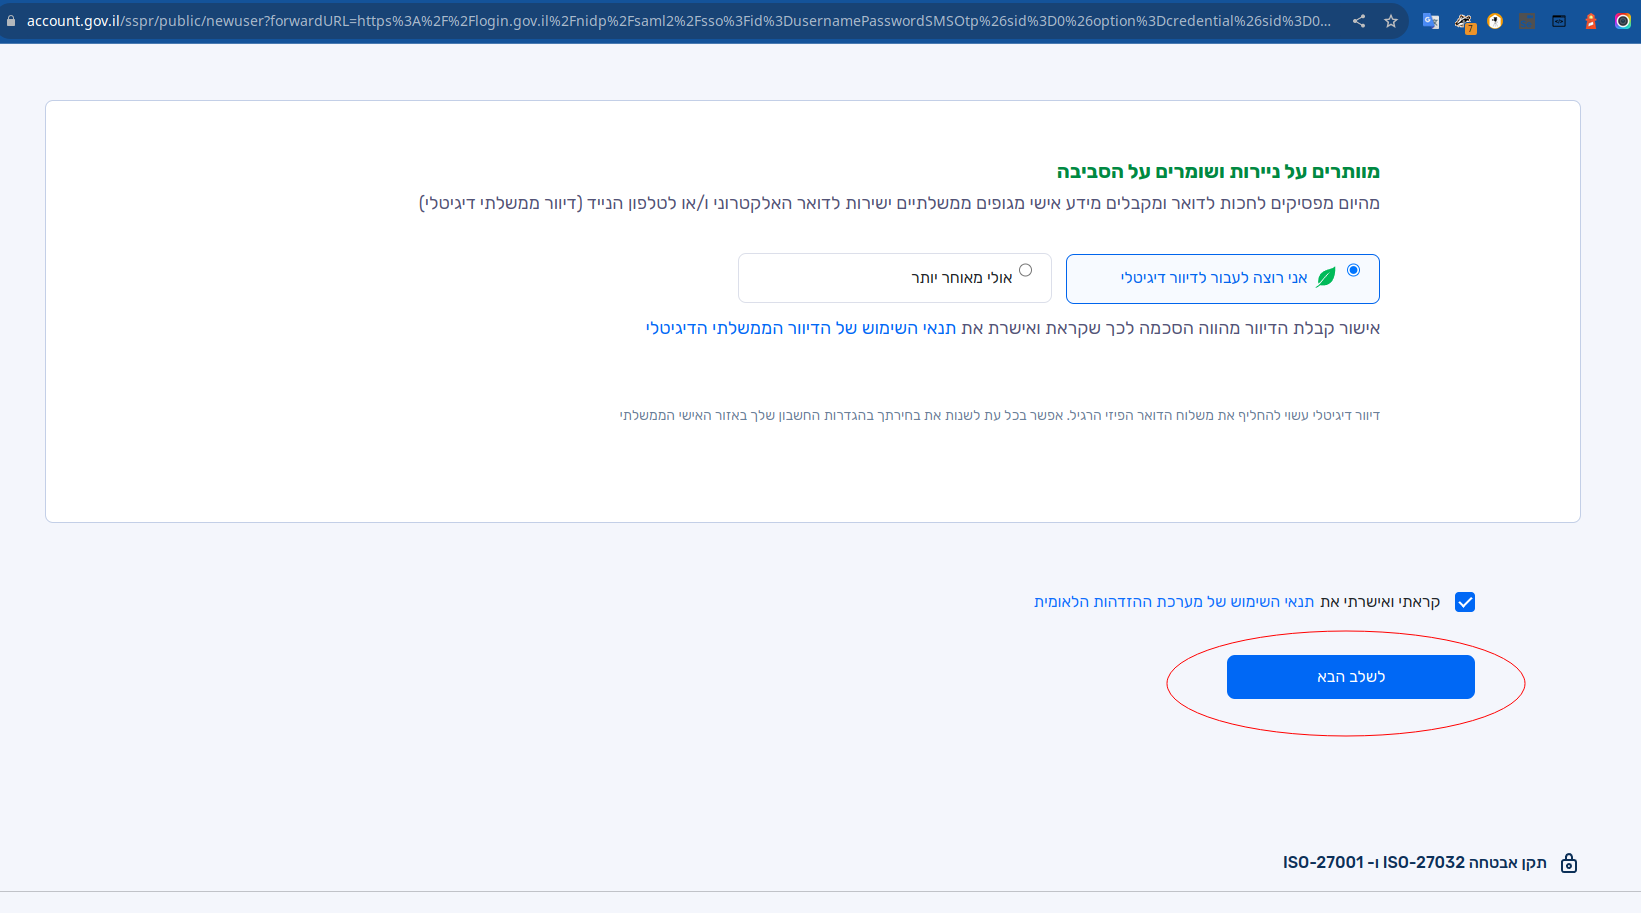 account.gov.il/sspr/public/newuser?forwardURL=https%3A%2F%2Flogin.gov.il%2Fnidp%2Fsaml2%2Fsso%3Fid%3DusernamePasswordSMSOtp%26sid%3D0%26option%3Dcredential%26sid%3D0...
7
מוותרים על ניירות ושומרים על הסביבה
מהיום מפסיקים לחכות לדואר ומקבלים מידע אישי מגופים ממשלתיים ישירות לדואר האלקטרוני ו/או לטלפון הנייד (דיוור ממשלתי דיגיטלי)
אני רוצה לעבור לדיוור דיגיטלי
אולי מאוחר יותר
אישור קבלת הדיוור מהווה הסכמה לכך שקראת ואישרת את תנאי השימוש של הדיוור הממשלתי הדיגיטלי
דיוור דיגיטלי עשוי להחליף את משלוח הדואר הפיזי הרגיל. אפשר בכל עת לשנות את בחירתך בהגדרות החשבון שלך באזור האישי הממשלתי
קראתי ואישרתי את תנאי השימוש של מערכת ההזדהות הלאומית
לשלב הבא
תקן אבטחה ISO-27032 ו- ISO-27001